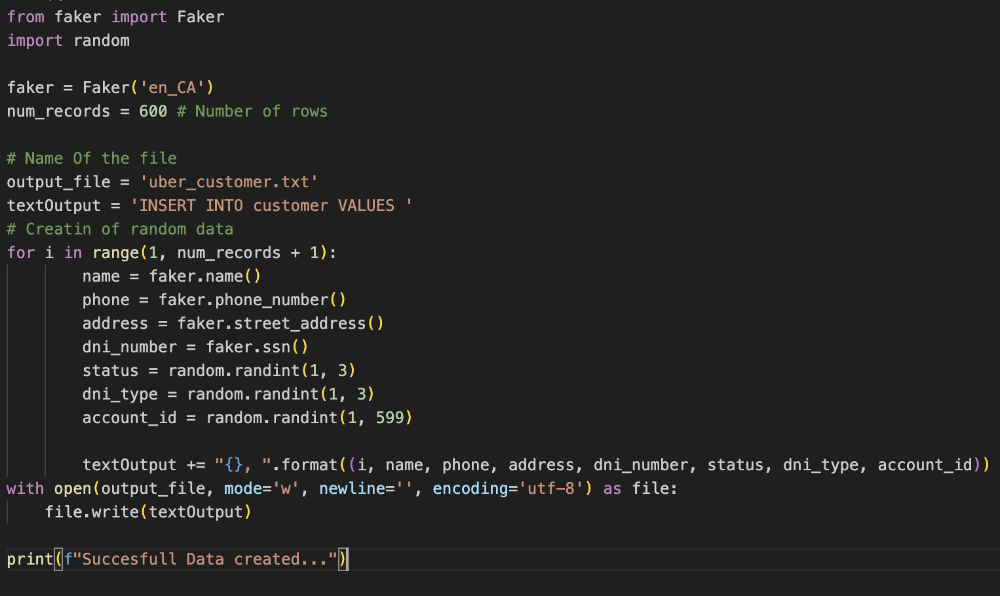 from faker import Faker
import random
faker = Faker('en_CA')
num_records = 600 # Number of rows
# Name Of the file
output_file = 'uber_customer.txt'
textOutput = 'INSERT INTO customer VALUES '
# Creatin of random data
for i in range(1, num_records + 1):
        name = faker.name()
        phone = faker.phone_number()
        address = faker.street_address()
        dni_number = faker.ssn()
        status = random.randint(1, 3)
        dni_type = random.randint(1, 3)
        account_id = random.randint(1, 599)
        textOutput += "{}, ".format((i, name, phone, address, dni_number, status, dni_type, account_id))
with open(output_file, mode='w', newline='', encoding='utf-8') as file:
    file.write(textOutput)
print(f"Succesfull Data created...")